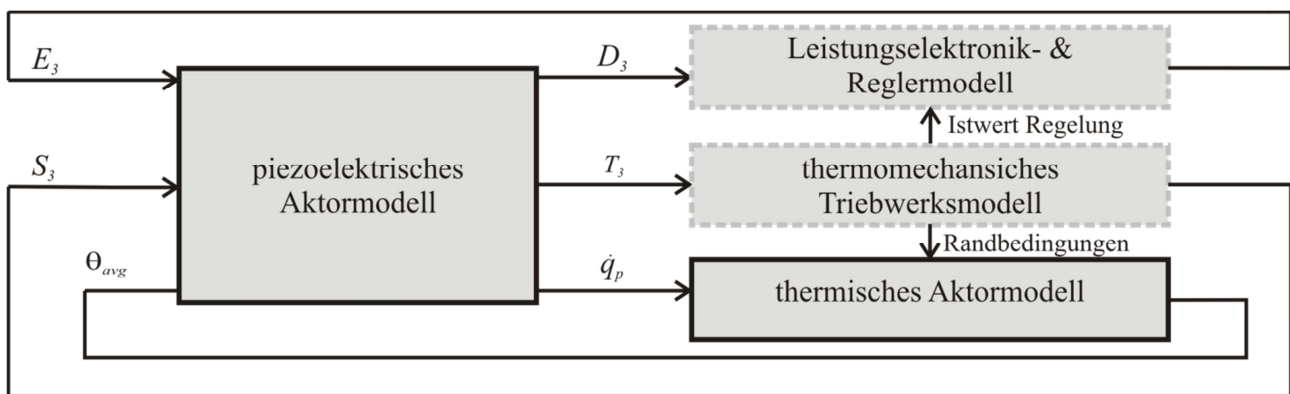 E₃
D₃
Leistungselektronik- &
Reglermodell
Istwert Regelung
S₃
piezoelektrisches
Aktormodell
T₃
thermomechansiches
Triebwerksmodell
Randbedingungen
Θavg
q̇ₚ
thermisches Aktormodell